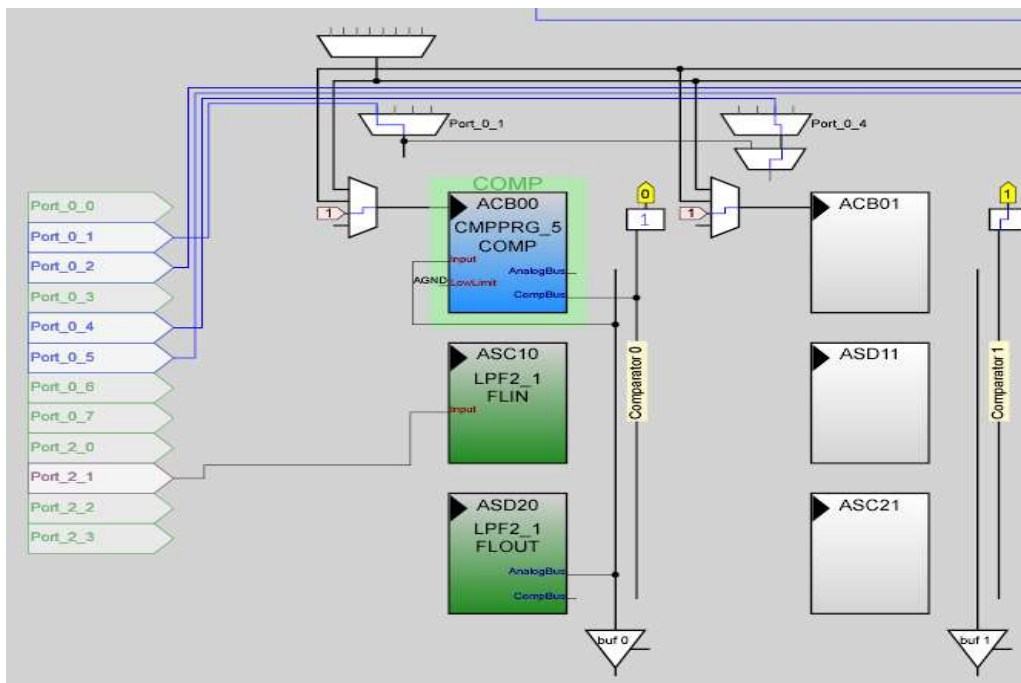 Port_0_1
Port_0_4
COMP
Port_0_0
Port_0_1
Port_0_2
Port_0_3
Port_0_4
Port_0_5
Port_0_6
Port_0_7
Port_2_0
Port_2_1
Port_2_2
Port_2_3
1
ACB00
CMPPRG_5
COMP
Input
AGND
LowLimit
AnalogBus
CompBus
0
1
Comparator 0
1
ACB01
1
Comparator 1
ASC10
LPF2_1
FLIN
Input
ASD11
ASD20
LPF2_1
FLOUT
AnalogBus
CompBus
ASC21
buf 0
buf 1